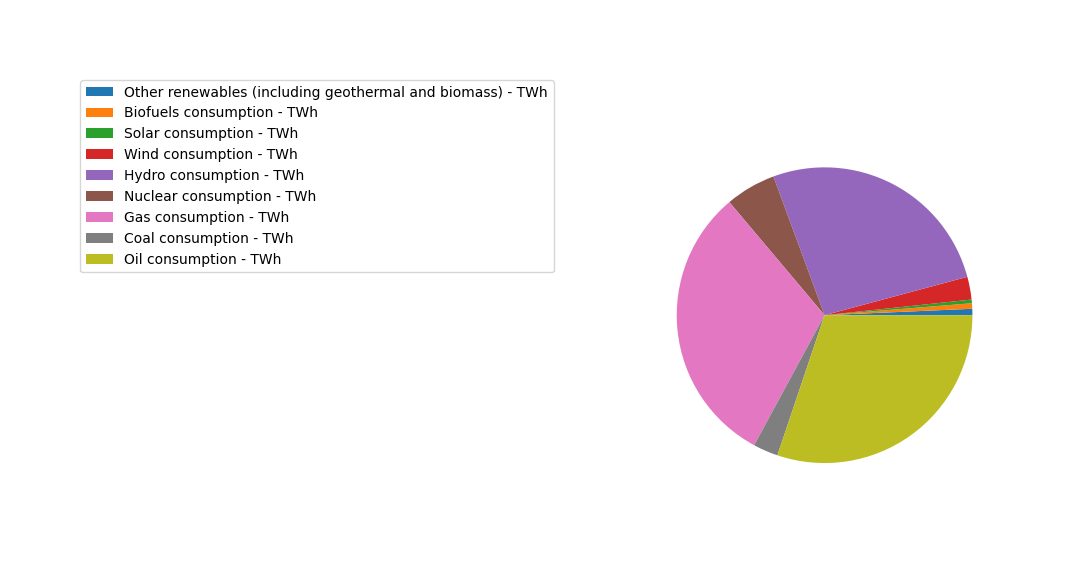 Other renewables (including geothermal and biomass) - TWh
Biofuels consumption - TWh
Solar consumption - TWh
Wind consumption - TWh
Hydro consumption - TWh
Nuclear consumption - TWh
Gas consumption - TWh
Coal consumption - TWh
Oil consumption - TWh